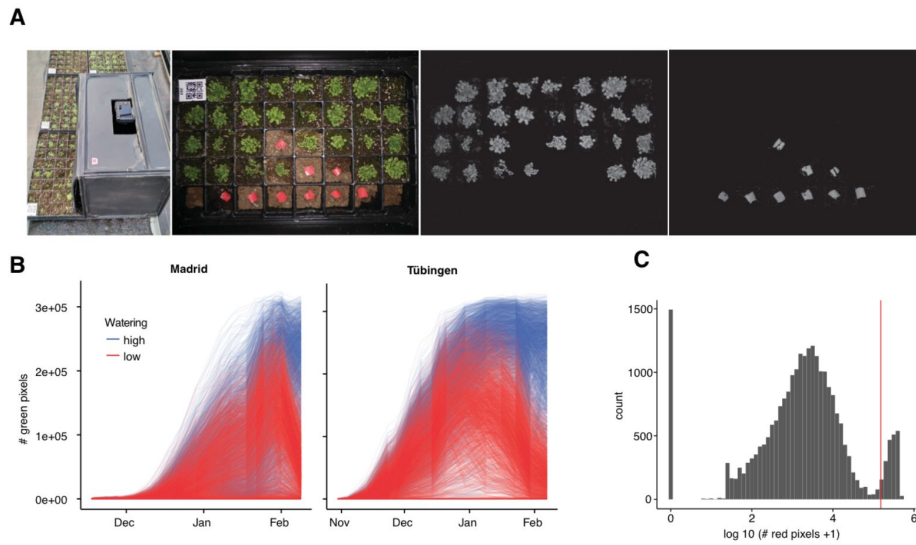 A
B
Madrid
Tübingen
C
3e+05
2e+05
1e+05
0e+00
# green pixels
Watering
high
low
Dec
Jan
Feb
Nov
Dec
Jan
Feb
1500
1000
500
0
count
0
2
4
6
log 10 (# red pixels +1)